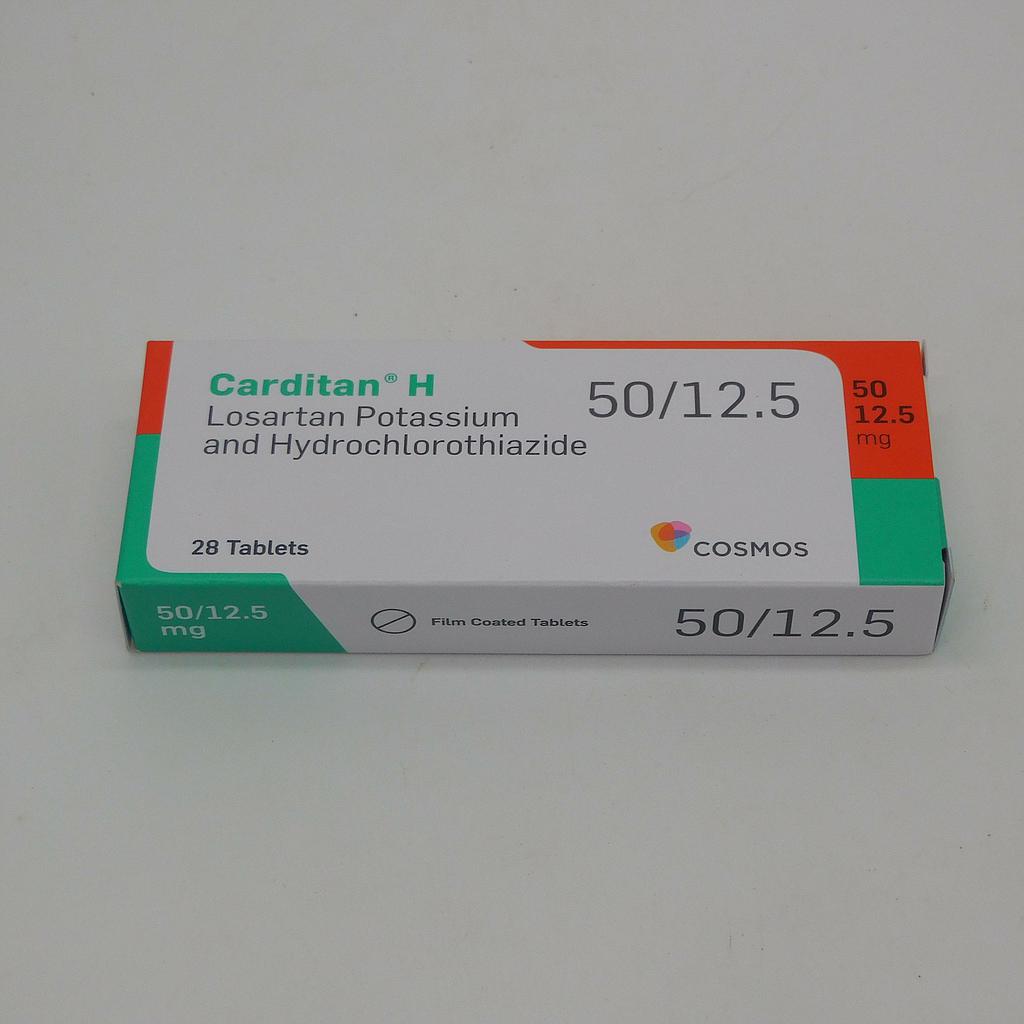 Carditan® H
Losartan Potassium
and Hydrochlorothiazide
50/12.5
50
12.5
mg
28 Tablets
COSMOS
50/12.5
mg
Film Coated Tablets
50/12.5